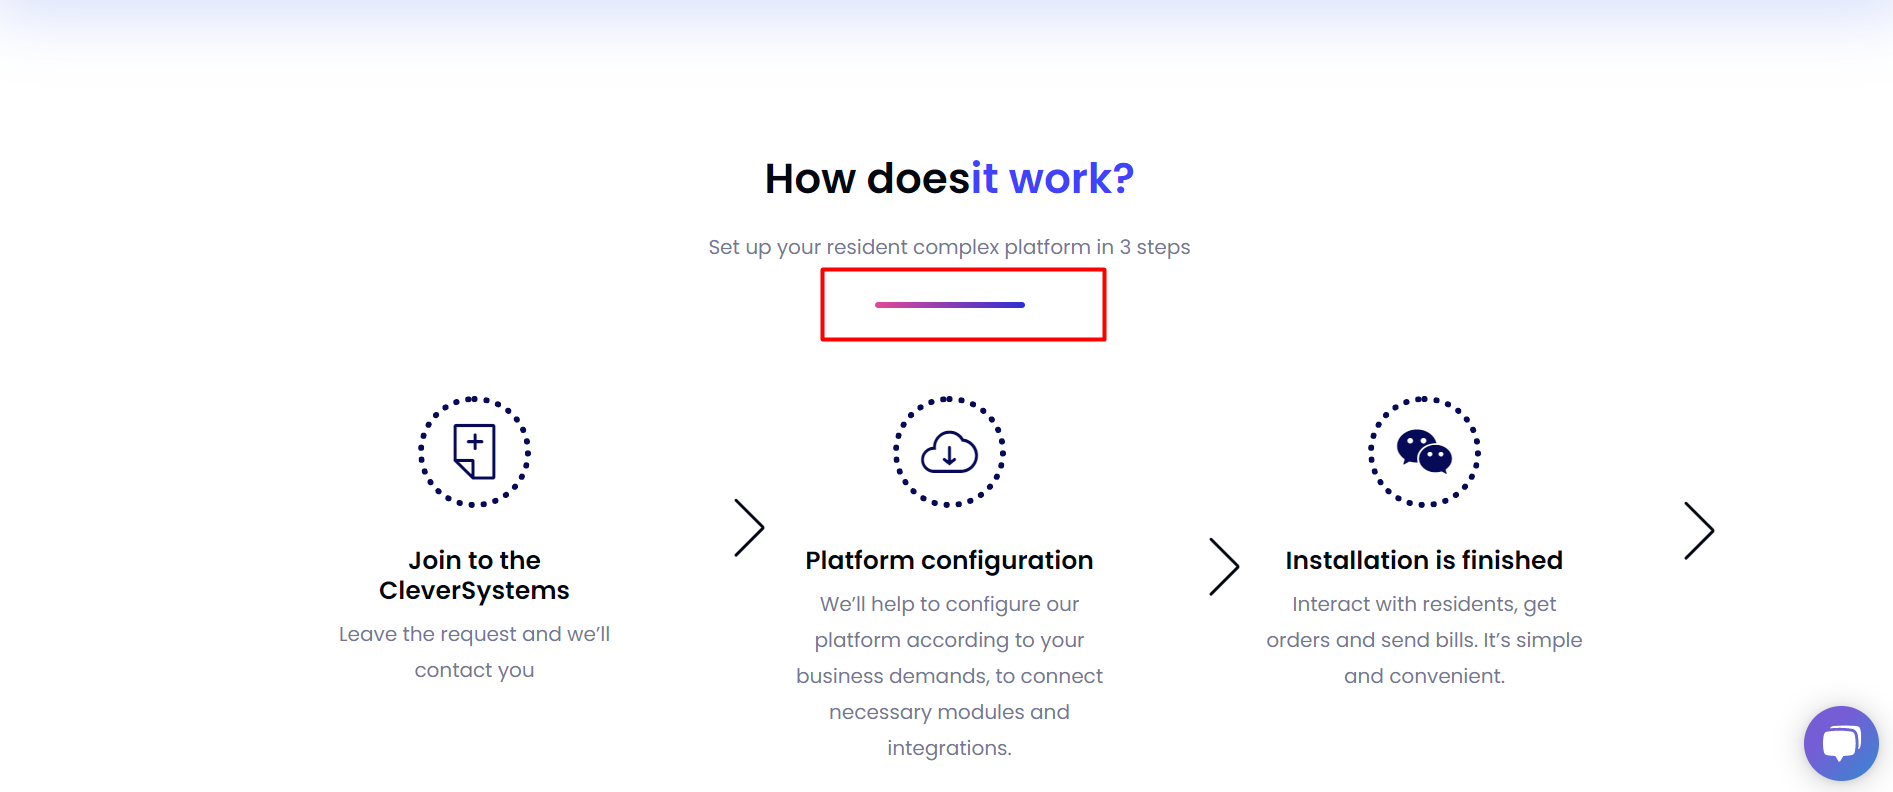 How doesit work?
Set up your resident complex platform in 3 steps
Join to the
CleverSystems
Leave the request and we’ll
contact you
Platform configuration
We’ll help to configure our
platform according to your
business demands, to connect
necessary modules and
integrations.
Installation is finished
Interact with residents, get
orders and send bills. It’s simple
and convenient.